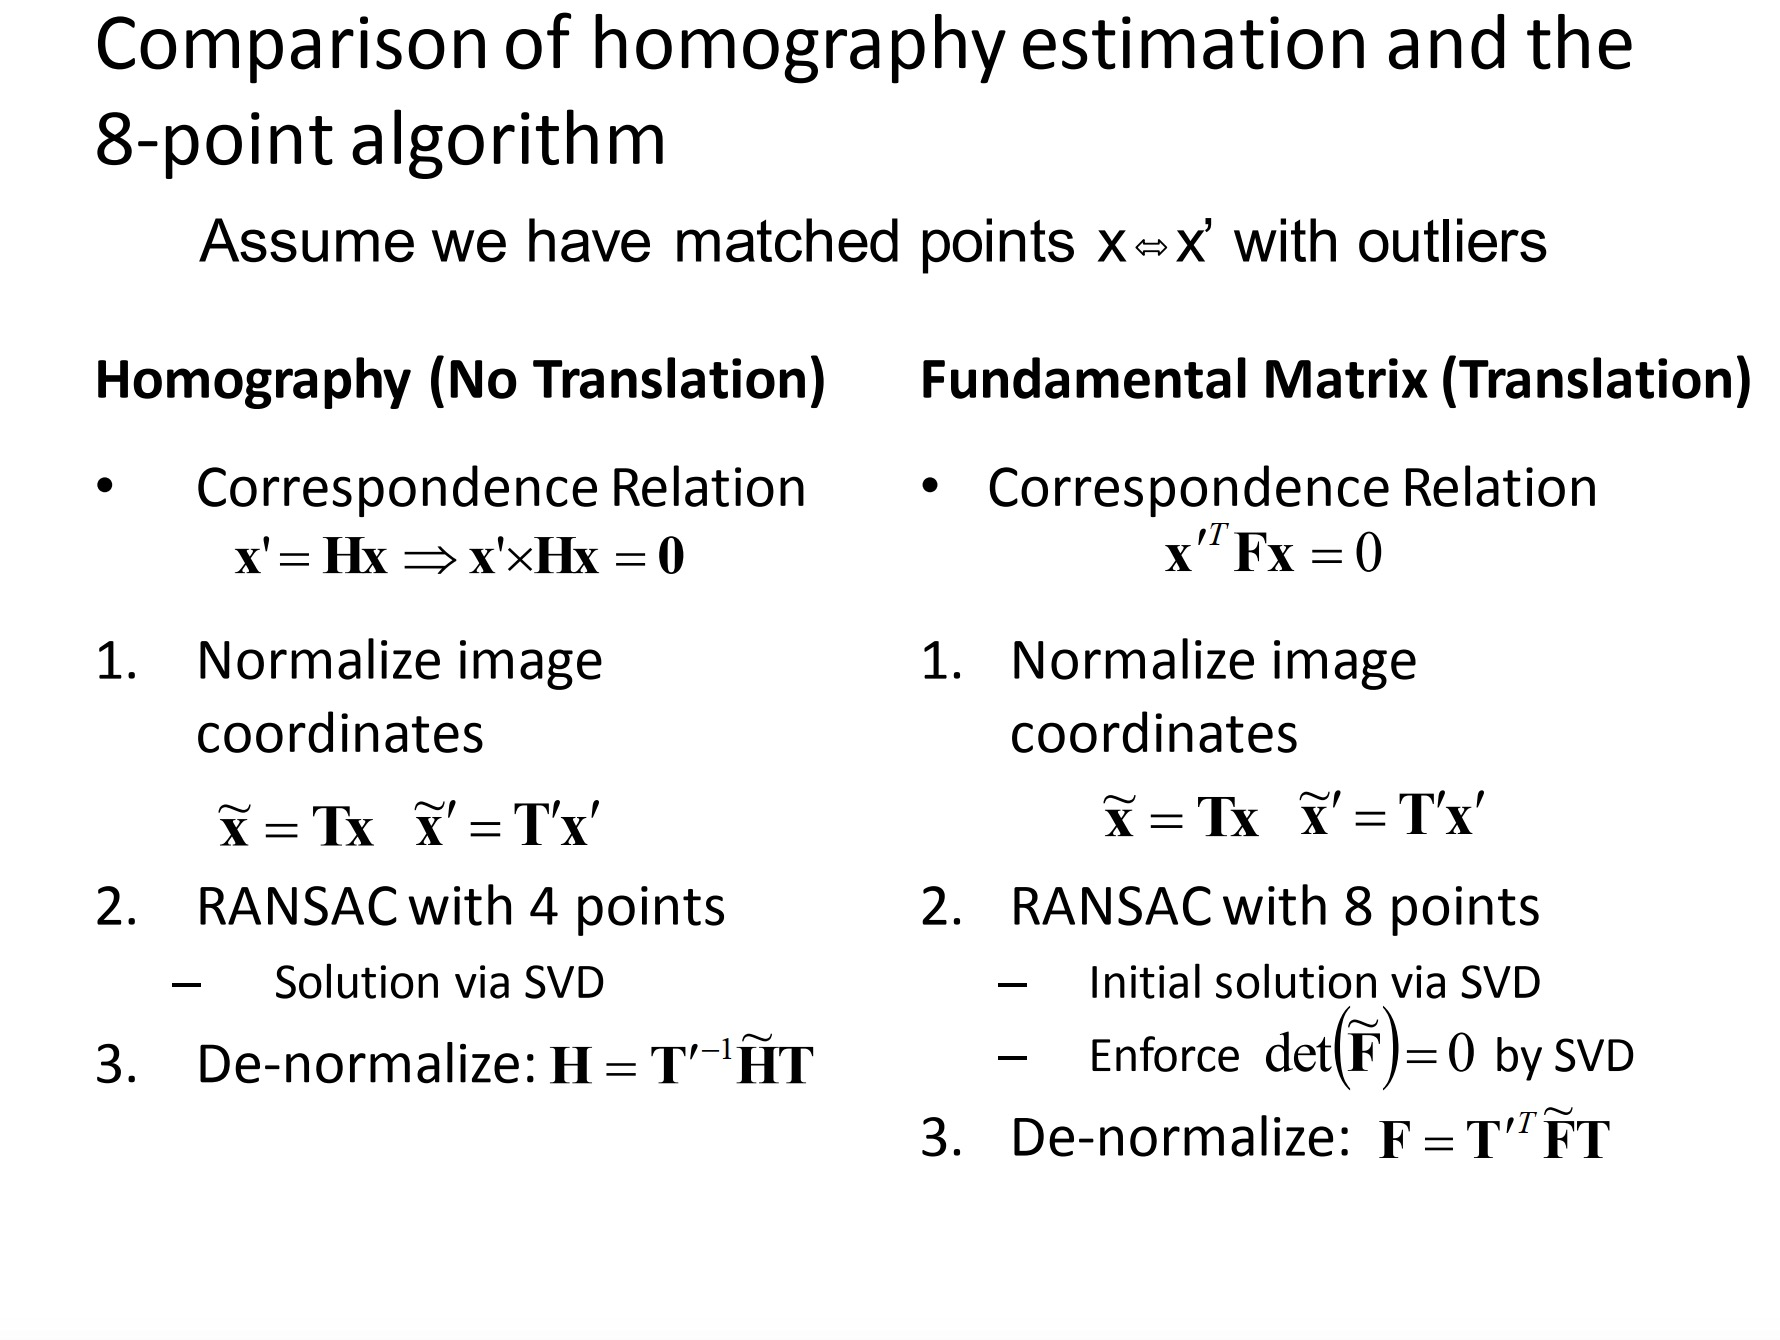 Comparison of homography estimation and the
8-point algorithm
Assume we have matched points x⇔x’ with outliers
Homography (No Translation)
• Correspondence Relation
x' = Hx ⟹ x'×Hx = 0
1. Normalize image
coordinates
x̃ = Tx x̃′ = T′x′
2. RANSAC with 4 points
– Solution via SVD
3. De-normalize: H = T′⁻¹H̃T
Fundamental Matrix (Translation)
• Correspondence Relation
x′ᵀFx = 0
1. Normalize image
coordinates
x̃ = Tx x̃′ = T′x′
2. RANSAC with 8 points
– Initial solution via SVD
– Enforce det(F̃) = 0 by SVD
3. De-normalize: F = T′ᵀF̃T